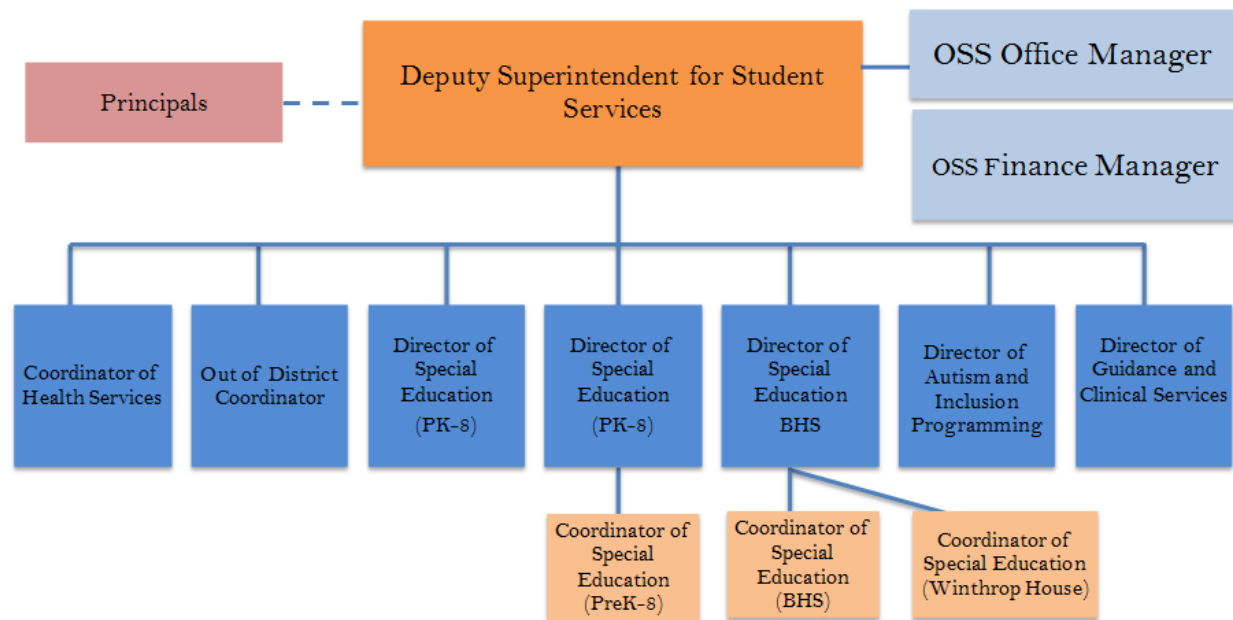 OSS Office Manager
Deputy Superintendent for Student
Services
Principals
OSS Finance Manager
Coordinator of
Health Services
Out of District
Coordinator
Director of
Special
Education
(PK-8)
Director of
Special
Education
(PK-8)
Director of
Special
Education
BHS
Director of
Autism and
Inclusion
Programming
Director of
Guidance and
Clinical Services
Coordinator of
Special
Education
(PreK-8)
Coordinator of
Special
Education
(BHS)
Coordinator of
Special Education
(Winthrop House)